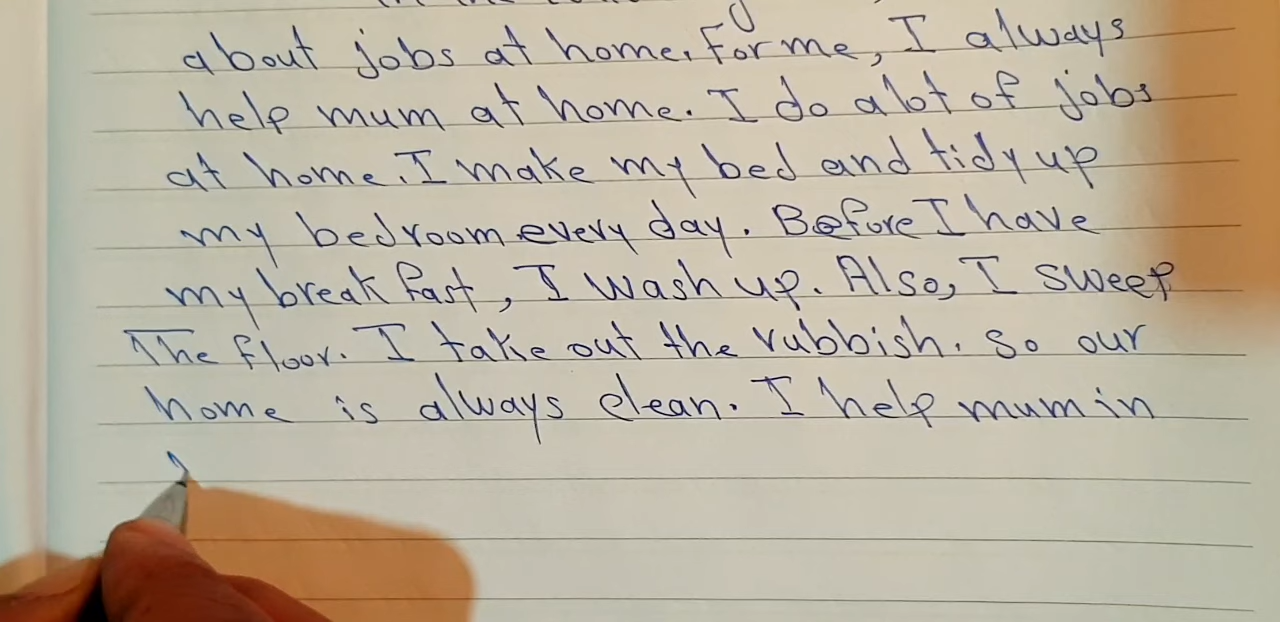 about jobs at home. For me, I always
help mum at home. I do a lot of jobs
at home. I make my bed and tidy up
my bedroom every day. Before I have
my breakfast, I wash up. Also, I sweep
The floor. I take out the rubbish. So our
home is always clean. I help mum in